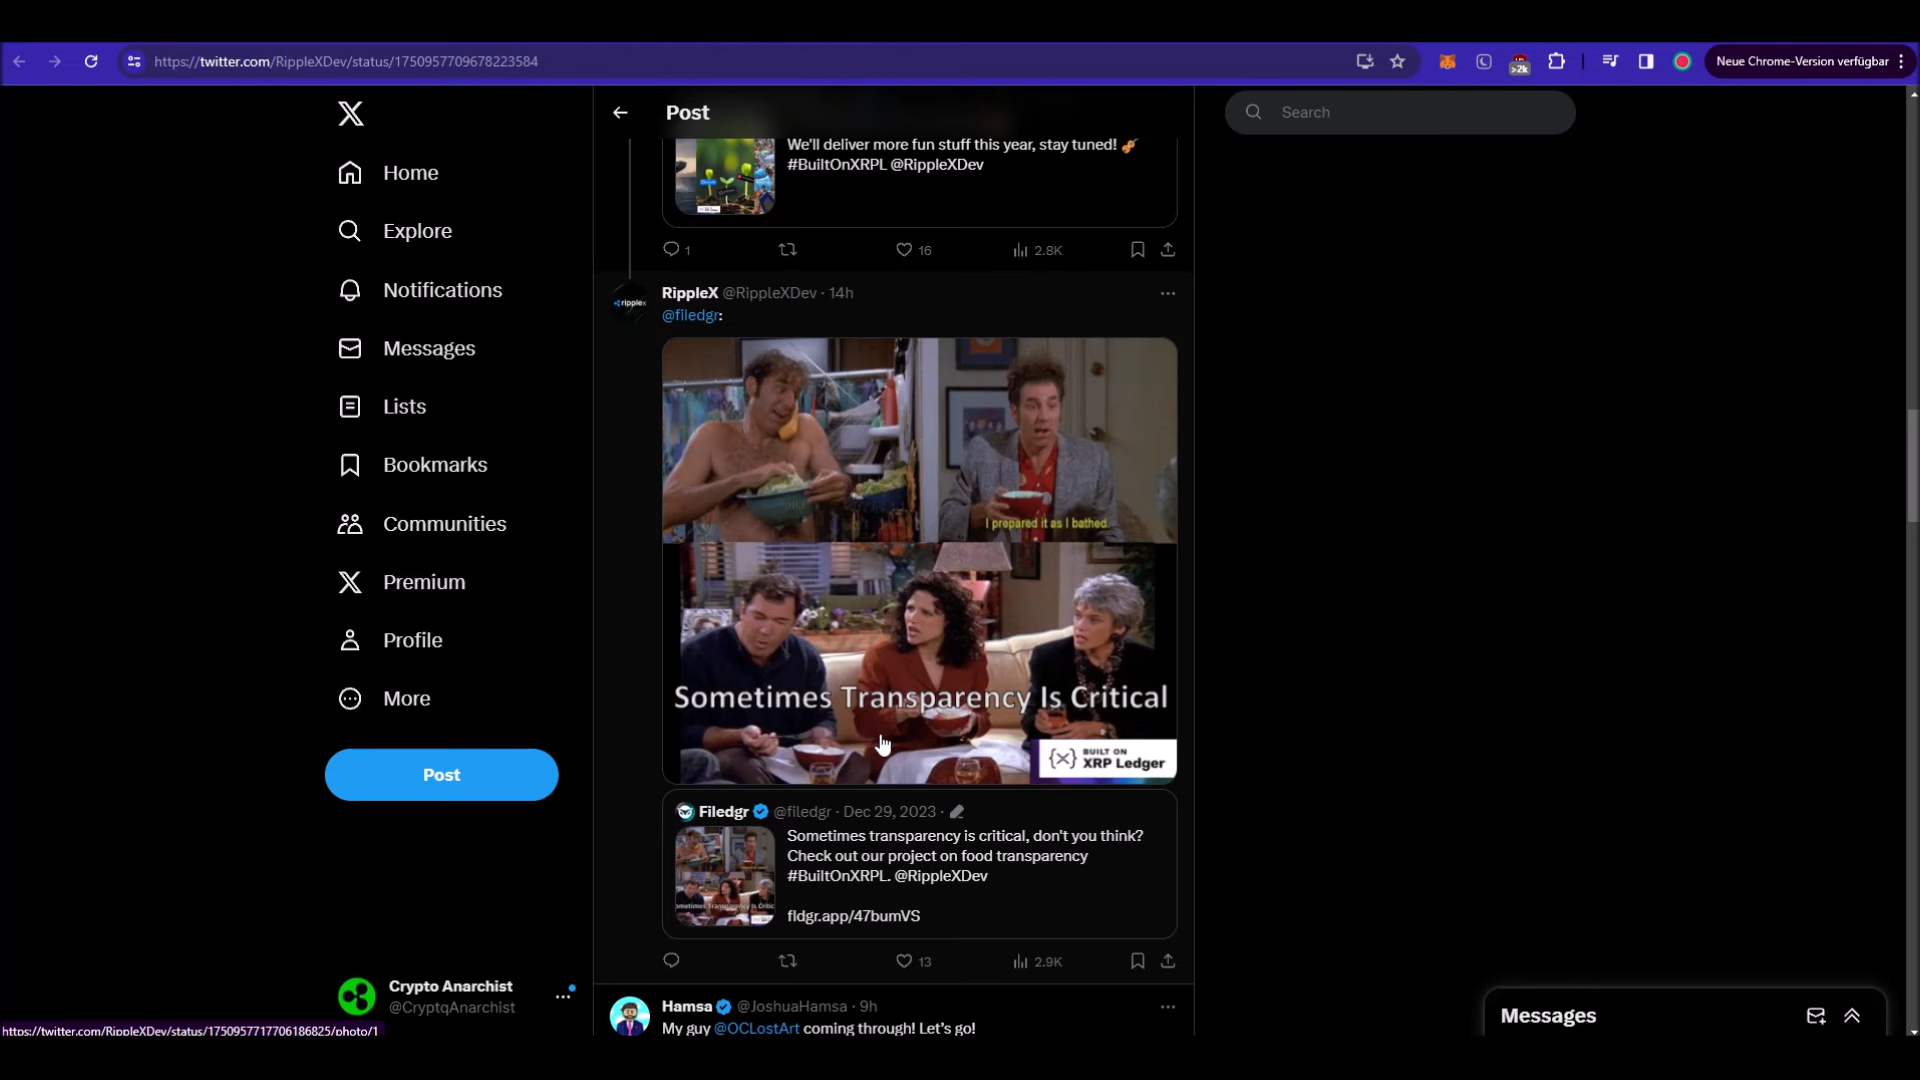 https://twitter.com/RippleXDev/status/1750957709678223584
>2k
Neue Chrome-Version verfügbar
Home
Explore
Notifications
Messages
Lists
Bookmarks
Communities
Premium
Profile
More
Post
Crypto Anarchist
@CryptqAnarchist
https://twitter.com/RippleXDev/status/1750957717706186825/photo/1
Post
We'll deliver more fun stuff this year, stay tuned!
#BuiltOnXRPL @RippleXDev
1
16
2.8K
ripplex
RippleX @RippleXDev · 14h
@filedgr:
I prepared it as I bathed.
Sometimes Transparency Is Critical
BUILT ON
XRP Ledger
Filedgr @filedgr · Dec 29, 2023 ·
Sometimes transparency is critical, don't you think?
Check out our project on food transparency
#BuiltOnXRPL. @RippleXDev
fldgr.app/47bumVS
13
2.9K
Hamsa @JoshuaHamsa · 9h
My guy @OCLostArt coming through! Let's go!
Search
Messages